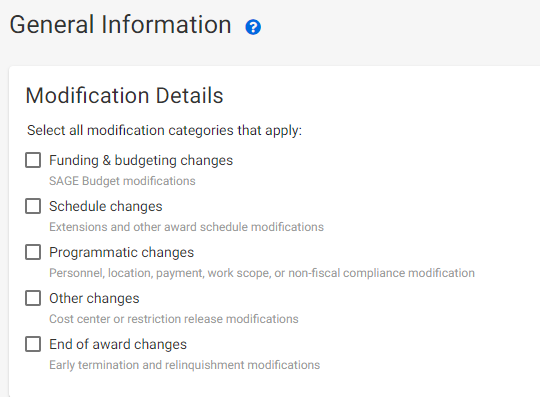 General Information ?
Modification Details
Select all modification categories that apply:
Funding & budgeting changes
SAGE Budget modifications
Schedule changes
Extensions and other award schedule modifications
Programmatic changes
Personnel, location, payment, work scope, or non-fiscal compliance modification
Other changes
Cost center or restriction release modifications
End of award changes
Early termination and relinquishment modifications